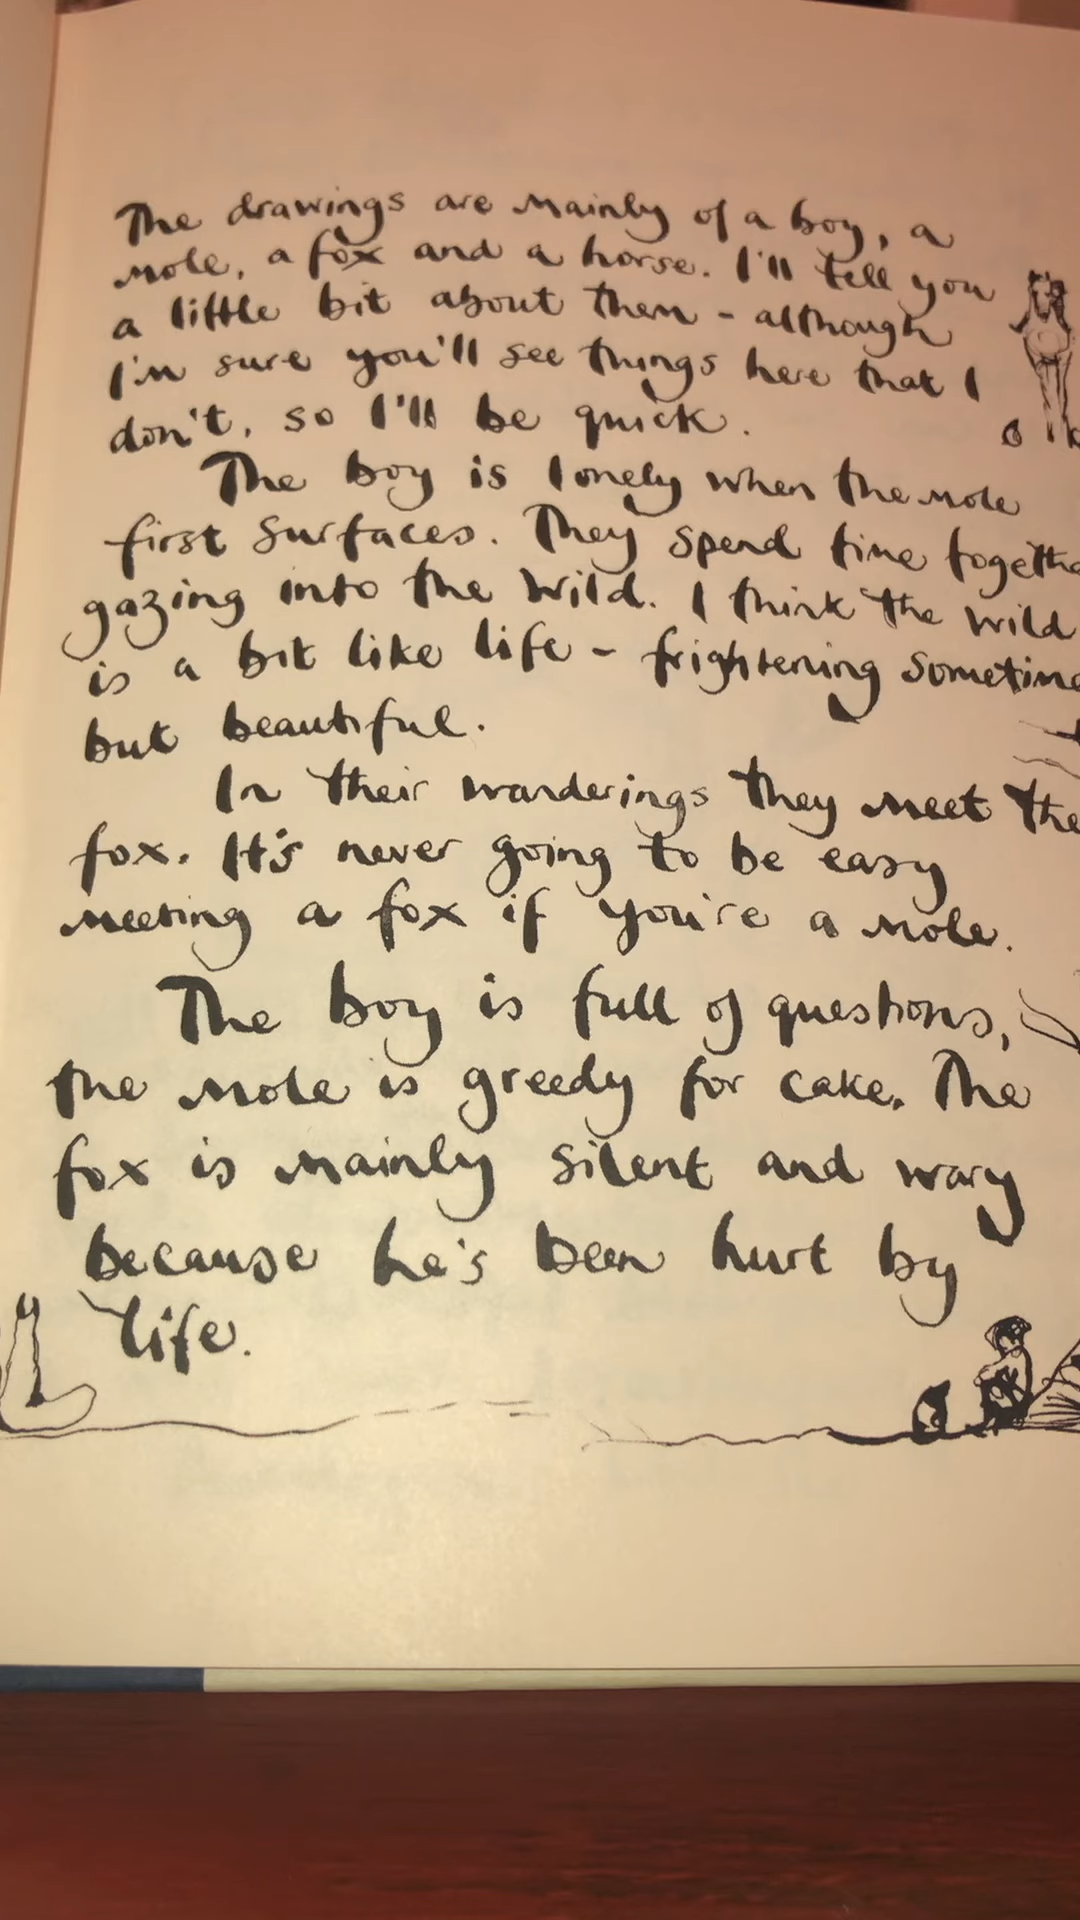 The drawings are mainly of a boy, a
mole, a fox and a horse. I'll tell you
a little bit about them - although
I'm sure you'll see things here that I
don't, so I'll be quick.
The boy is lonely when the mole
first surfaces. They spend time togethe
gazing into the wild. I think the wild
is a bit like life - frightening sometime
but beautiful.
In their wanderings they meet the
fox. It's never going to be easy
meeting a fox if you're a mole.
The boy is full of questions,
the mole is greedy for cake. The
fox is mainly silent and wary
because he's been hurt by
life.